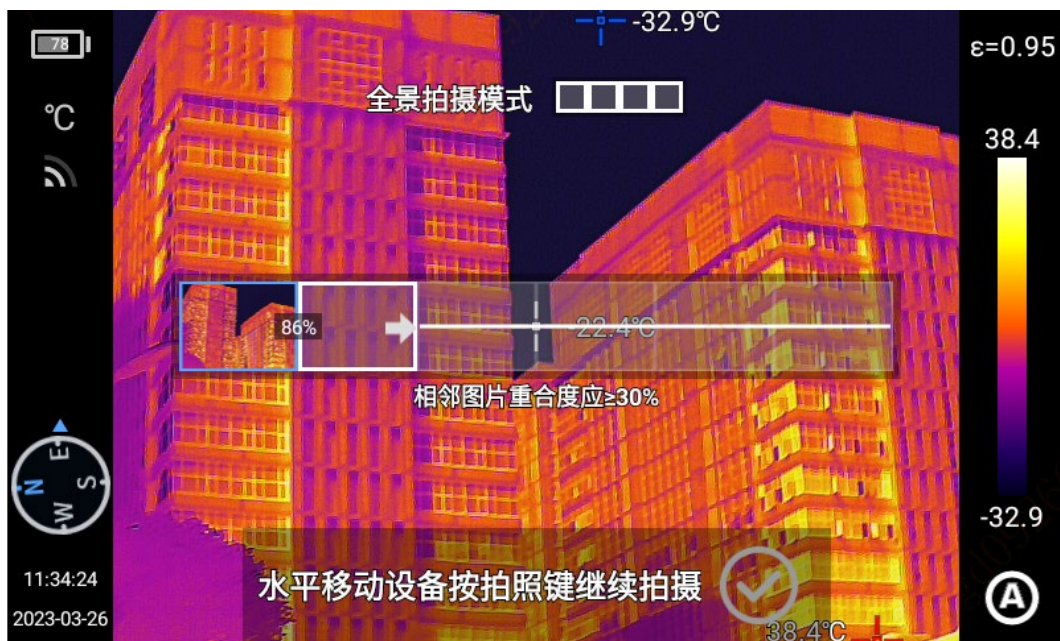 78
-32.9℃
ε=0.95
℃
全景拍摄模式
38.4
86%
-22.4℃
相邻图片重合度应≥30%
E
N
S
W
-32.9
11:34:24
水平移动设备按拍照键继续拍摄
2023-03-26
38.4℃
A